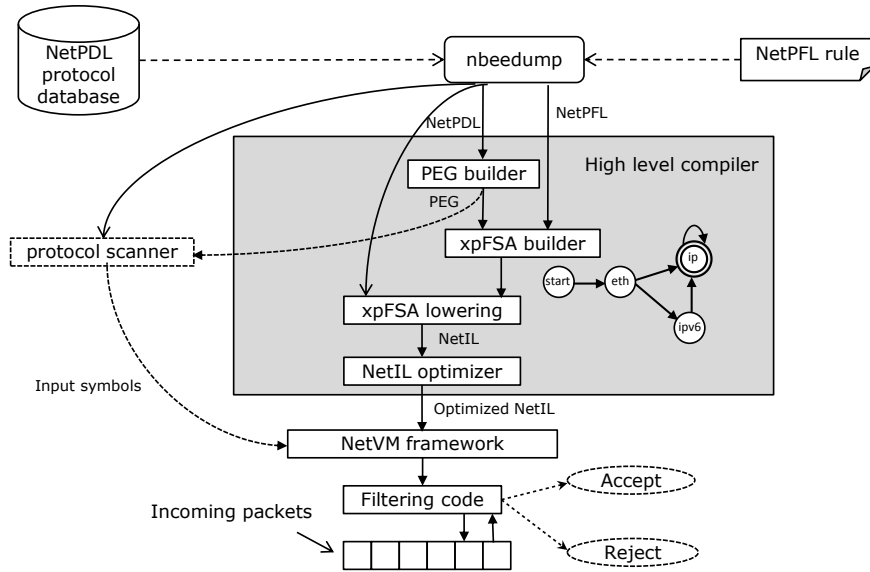 NetPDL
protocol
database
nbeedump
NetPFL rule
NetPDL
NetPFL
High level compiler
PEG builder
PEG
protocol scanner
xpFSA builder
ip
start
eth
ipv6
xpFSA lowering
NetIL
NetIL optimizer
Input symbols
Optimized NetIL
NetVM framework
Accept
Filtering code
Incoming packets
Reject